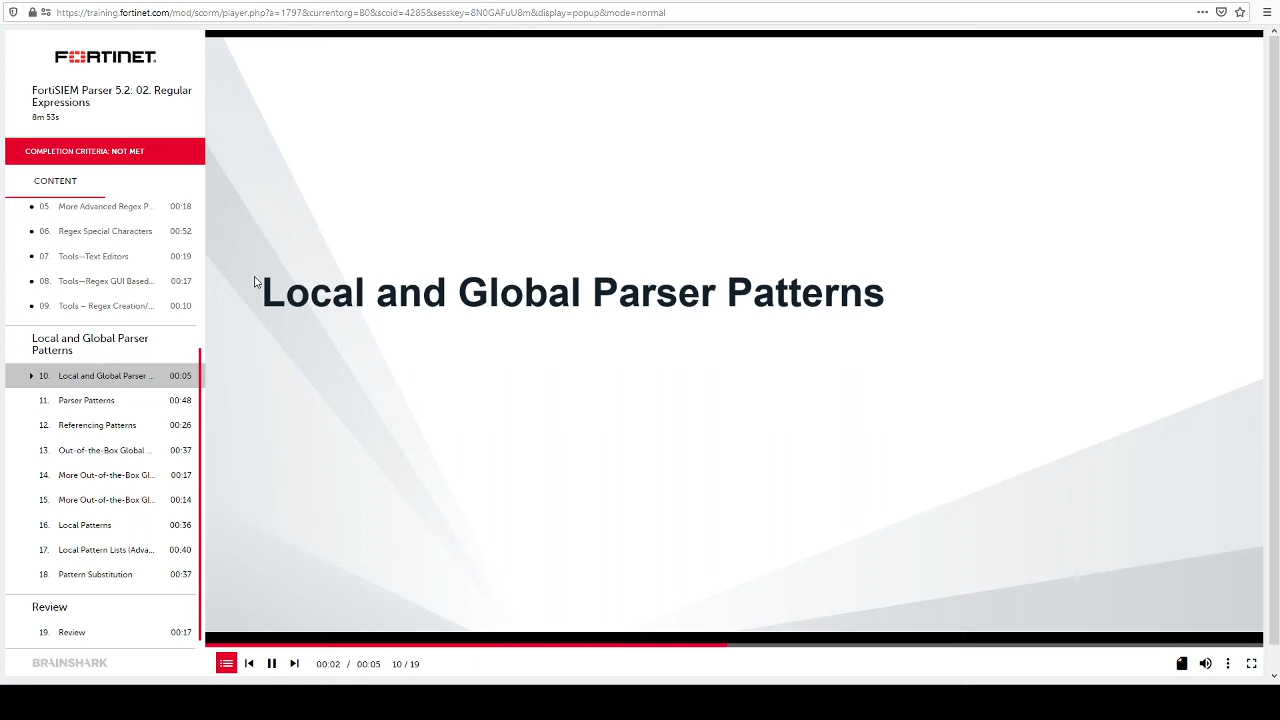 https://training.fortinet.com/mod/scorm/player.php?a=1797&currentorg=B0&scoid=4285&sesskey=8N0GAFuU8m&display=popup&mode=normal
FORTINET
FortiSIEM Parser 5.2: 02. Regular
Expressions
8m 53s
COMPLETION CRITERIA: NOT MET
CONTENT
05. More Advanced Regex P... 00:18
06. Regex Special Characters 00:52
07. Tools—Text Editors 00:19
08. Tools—Regex GUI Based... 00:17
09. Tools – Regex Creation/... 00:10
Local and Global Parser
Patterns
10. Local and Global Parser ... 00:05
11. Parser Patterns 00:48
12. Referencing Patterns 00:26
13. Out-of-the-Box Global ... 00:37
14. More Out-of-the-Box Gl... 00:17
15. More Out-of-the-Box Gl... 00:14
16. Local Patterns 00:36
17. Local Pattern Lists (Adva... 00:40
18. Pattern Substitution 00:37
Review
19. Review 00:17
BRAINSHARK
Local and Global Parser Patterns
00:02 / 00:05 10 / 19